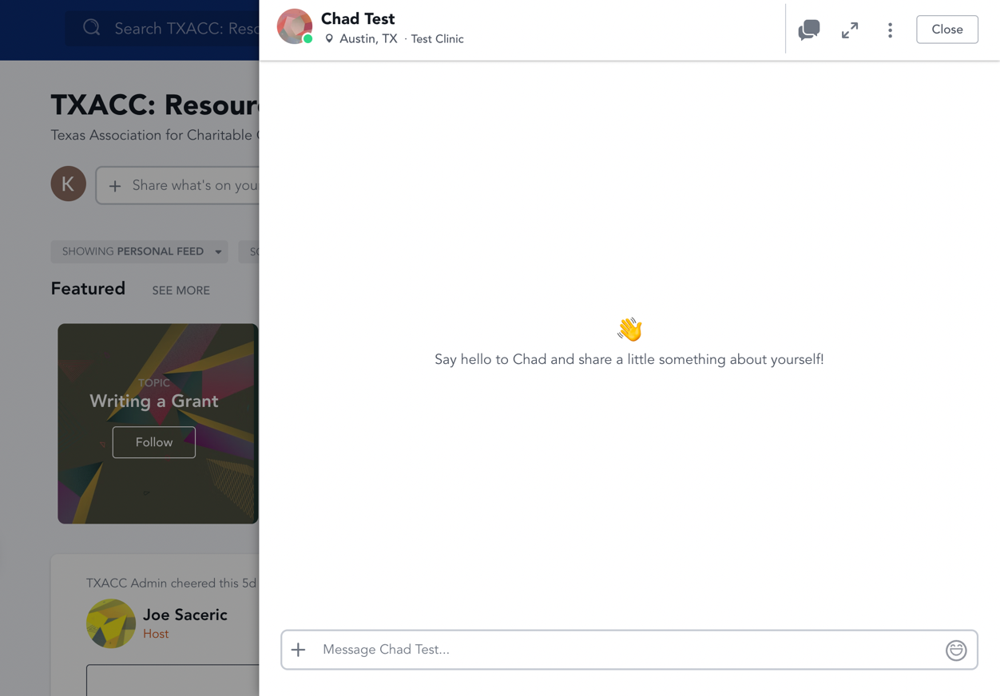 Search TXACC: Reso
TXACC: Resour
Texas Association for Charitable
K
Share what's on you
SHOWING PERSONAL FEED
SO
Featured
SEE MORE
TOPIC
Writing a Grant
Follow
TXACC Admin cheered this 5d
Joe Saceric
Host
Chad Test
Austin, TX · Test Clinic
Close
Say hello to Chad and share a little something about yourself!
Message Chad Test...